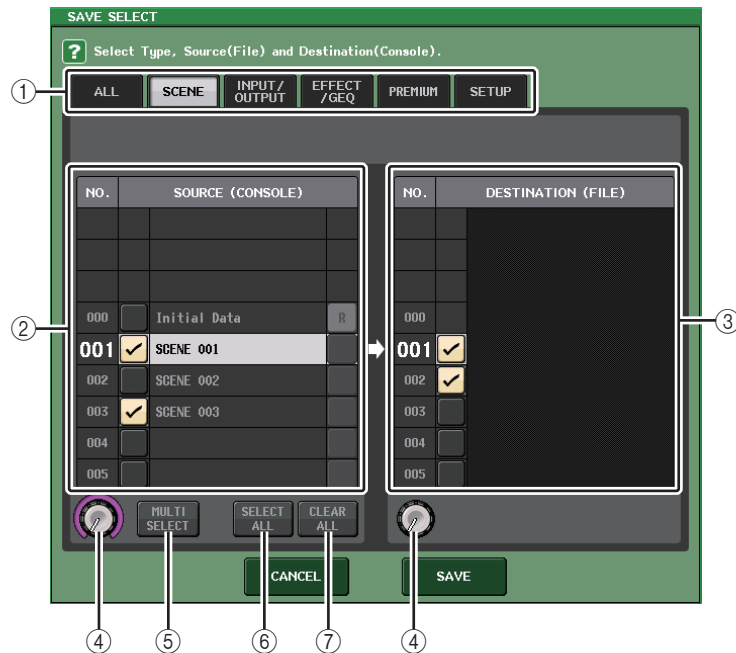 SAVE SELECT
? Select Type, Source(File) and Destination(Console).
① ALL SCENE INPUT/OUTPUT EFFECT/GEQ PREMIUM SETUP
NO. SOURCE (CONSOLE) NO. DESTINATION (FILE)
② 000 Initial Data R 000 ③
001 SCENE 001 001
002 SCENE 002 002
003 SCENE 003 003
004 004
005 005
MULTI SELECT SELECT ALL CLEAR ALL
CANCEL SAVE
④ ⑤ ⑥ ⑦ ④